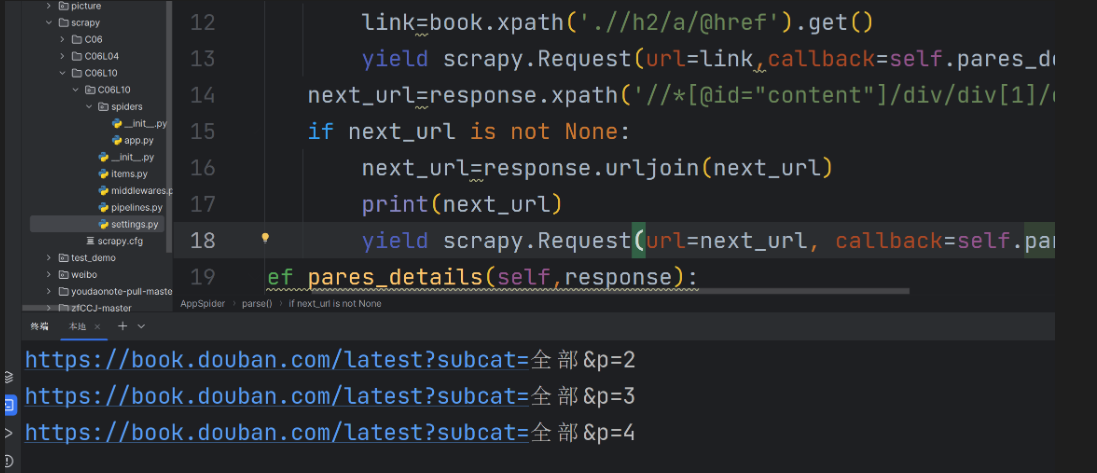 picture
scrapy
C06
C06L04
C06L10
C06L10
spiders
__init__.py
app.py
__init__.py
items.py
middlewares.p
pipelines.py
settings.py
scrapy.cfg
test_demo
weibo
youdaonote-pull-maste
zfCCJ-master
12 link=book.xpath('.//h2/a/@href').get()
13 yield scrapy.Request(url=link,callback=self.pares_de
14 next_url=response.xpath('//*[@id="content"]/div/div[1]/
15 if next_url is not None:
16 next_url=response.urljoin(next_url)
17 print(next_url)
18 yield scrapy.Request(url=next_url, callback=self.par
19 ef pares_details(self,response):
AppSpider › parse() › if next_url is not None
终端 本地 ×
https://book.douban.com/latest?subcat=全部&p=2
https://book.douban.com/latest?subcat=全部&p=3
https://book.douban.com/latest?subcat=全部&p=4